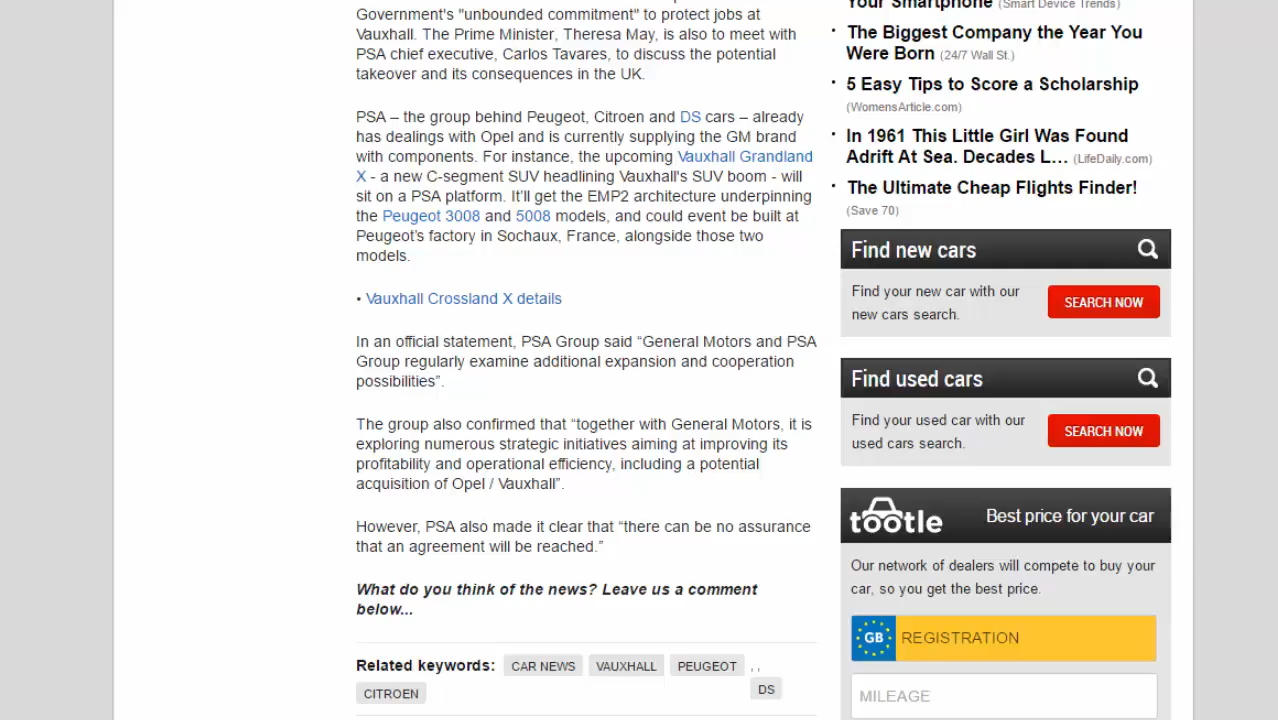 Government's "unbounded commitment" to protect jobs at
Vauxhall. The Prime Minister, Theresa May, is also to meet with
PSA chief executive, Carlos Tavares, to discuss the potential
takeover and its consequences in the UK.
PSA – the group behind Peugeot, Citroen and DS cars – already
has dealings with Opel and is currently supplying the GM brand
with components. For instance, the upcoming Vauxhall Grandland
X - a new C-segment SUV headlining Vauxhall's SUV boom - will
sit on a PSA platform. It’ll get the EMP2 architecture underpinning
the Peugeot 3008 and 5008 models, and could event be built at
Peugeot’s factory in Sochaux, France, alongside those two
models.
• Vauxhall Crossland X details
In an official statement, PSA Group said “General Motors and PSA
Group regularly examine additional expansion and cooperation
possibilities”.
The group also confirmed that “together with General Motors, it is
exploring numerous strategic initiatives aiming at improving its
profitability and operational efficiency, including a potential
acquisition of Opel / Vauxhall”.
However, PSA also made it clear that “there can be no assurance
that an agreement will be reached.”
What do you think of the news? Leave us a comment
below...
Related keywords: CAR NEWS VAUXHALL PEUGEOT , ,
CITROEN DS
Your Smartphone (Smart Device Trends)
• The Biggest Company the Year You
Were Born (24/7 Wall St.)
• 5 Easy Tips to Score a Scholarship
(WomensArticle.com)
• In 1961 This Little Girl Was Found
Adrift At Sea. Decades L… (LifeDaily.com)
• The Ultimate Cheap Flights Finder!
(Save 70)
Find new cars
Find your new car with our
new cars search.
SEARCH NOW
Find used cars
Find your used car with our
used cars search.
SEARCH NOW
tootle Best price for your car
Our network of dealers will compete to buy your
car, so you get the best price.
GB REGISTRATION
MILEAGE